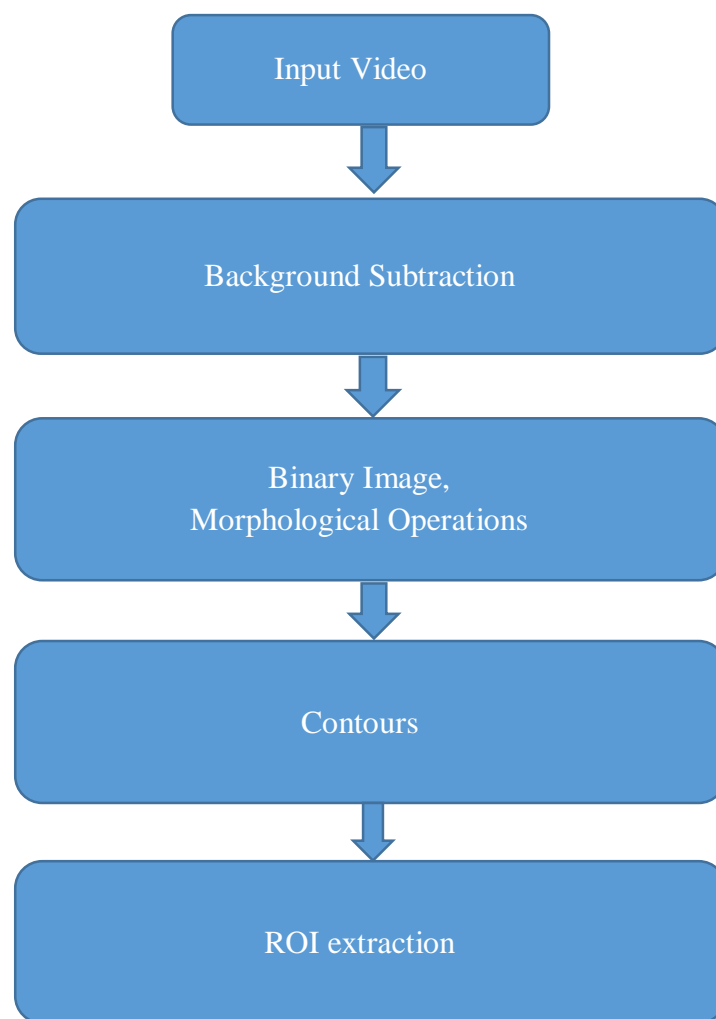 Input Video
Background Subtraction
Binary Image,
Morphological Operations
Contours
ROI extraction